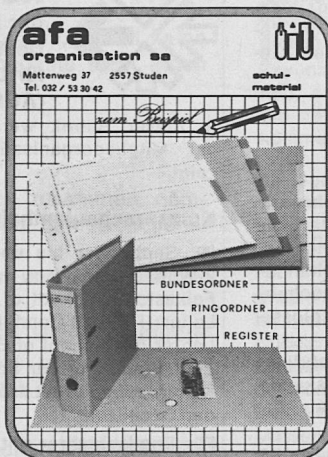 afa
organisation sa
Mattenweg 37 2557 Studen
Tel. 032 / 53 30 42
schul-
material
zum Beispiel
BUNDESORDNER
RINGORDNER
REGISTER